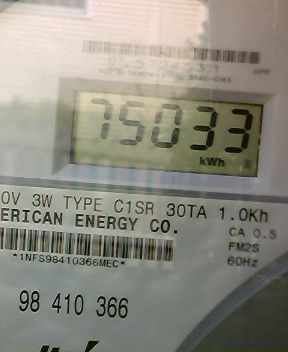 75033
kWh
0V 3W TYPE C1SR 30TA 1.0Kh
ERICAN ENERGY CO.
CA 0.5
FM2S
60Hz
*1NFS98410366MEC*
98 410 366